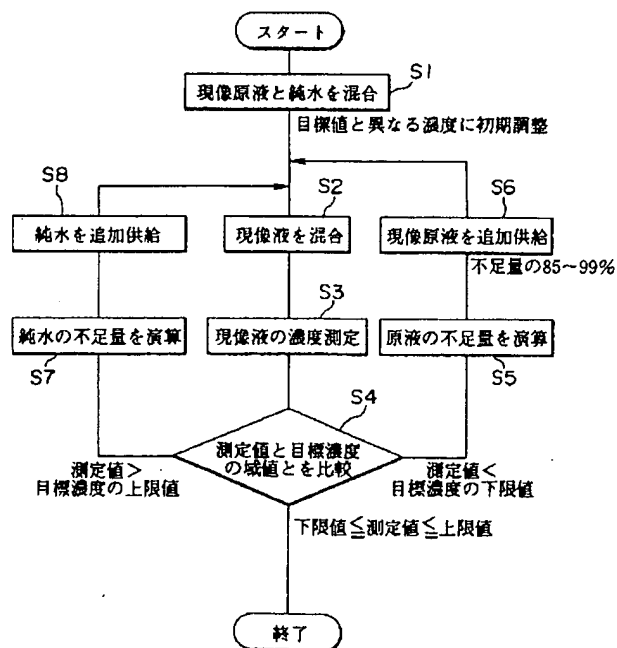 スタート
S1
現像原液と純水を混合
目標値と異なる濃度に初期調整
S8
純水を追加供給
S2
現像液を混合
S6
現像原液を追加供給
不足量の85~99%
純水の不足量を演算
S7
S3
現像液の濃度測定
原液の不足量を演算
S5
S4
測定値と目標濃度
の域値とを比較
測定値>
目標濃度の上限値
測定値<
目標濃度の下限値
下限値≦測定値≦上限値
終了